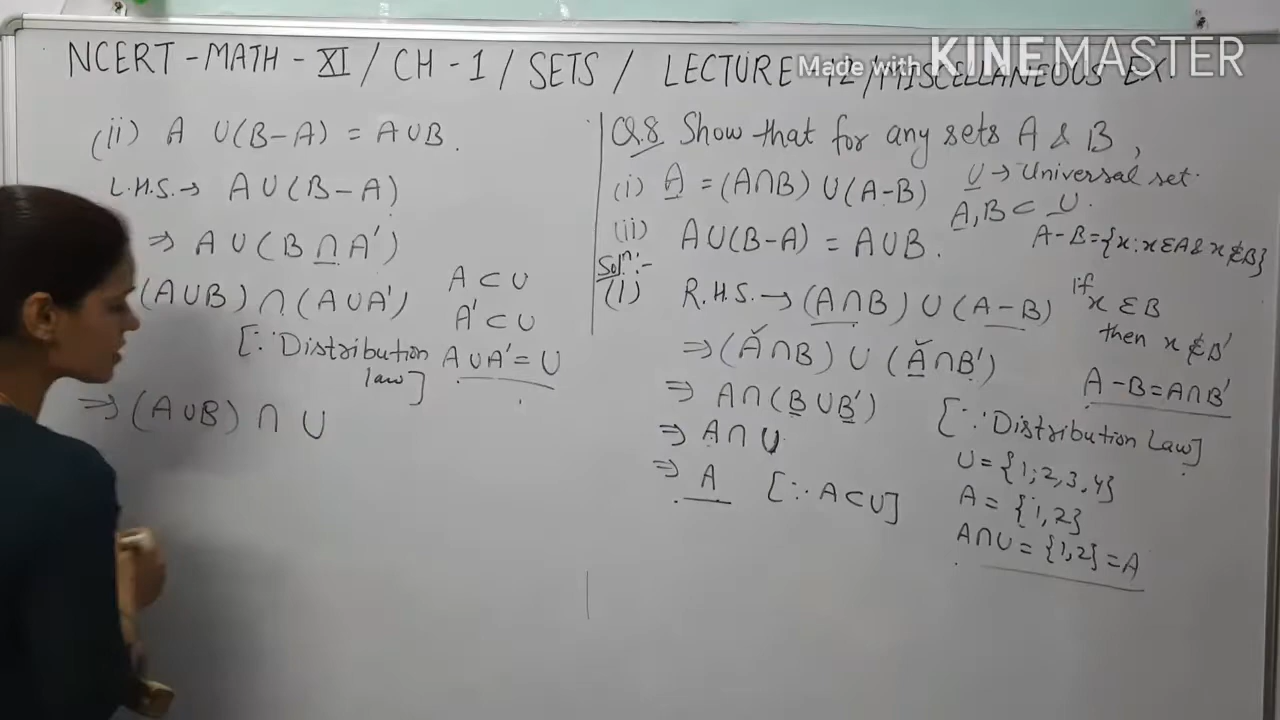 NCERT - MATH - XI / CH - 1 / SETS / LECTURE - 12 / MISCELLANEOUS EX
Made with KINEMASTER
(ii) A ∪(B-A) = A∪B.
L.H.S. → A∪(B-A)
⇒ A∪(B∩A')
(A∪B)∩(A∪A')
A⊂U
A'⊂U
[∵ Distribution law]
A∪A' = U
⇒ (A∪B)∩U
Q.8 Show that for any sets A & B,
(i) A = (A∩B)∪(A-B)
U → Universal set.
A,B⊂U.
(ii) A∪(B-A) = A∪B.
A-B={x:x∈A & x∉B}
Solⁿ:-
(i) R.H.S. → (A∩B)∪(A-B)
if x∈B
then x∉B'
⇒ (A∩B)∪(A∩B')
A-B=A∩B'
⇒ A∩(B∪B')
[∵ Distribution Law]
⇒ A∩U
⇒ A [∵ A⊂U]
U = {1,2,3,4}
A = {1,2}
A∩U = {1,2} = A